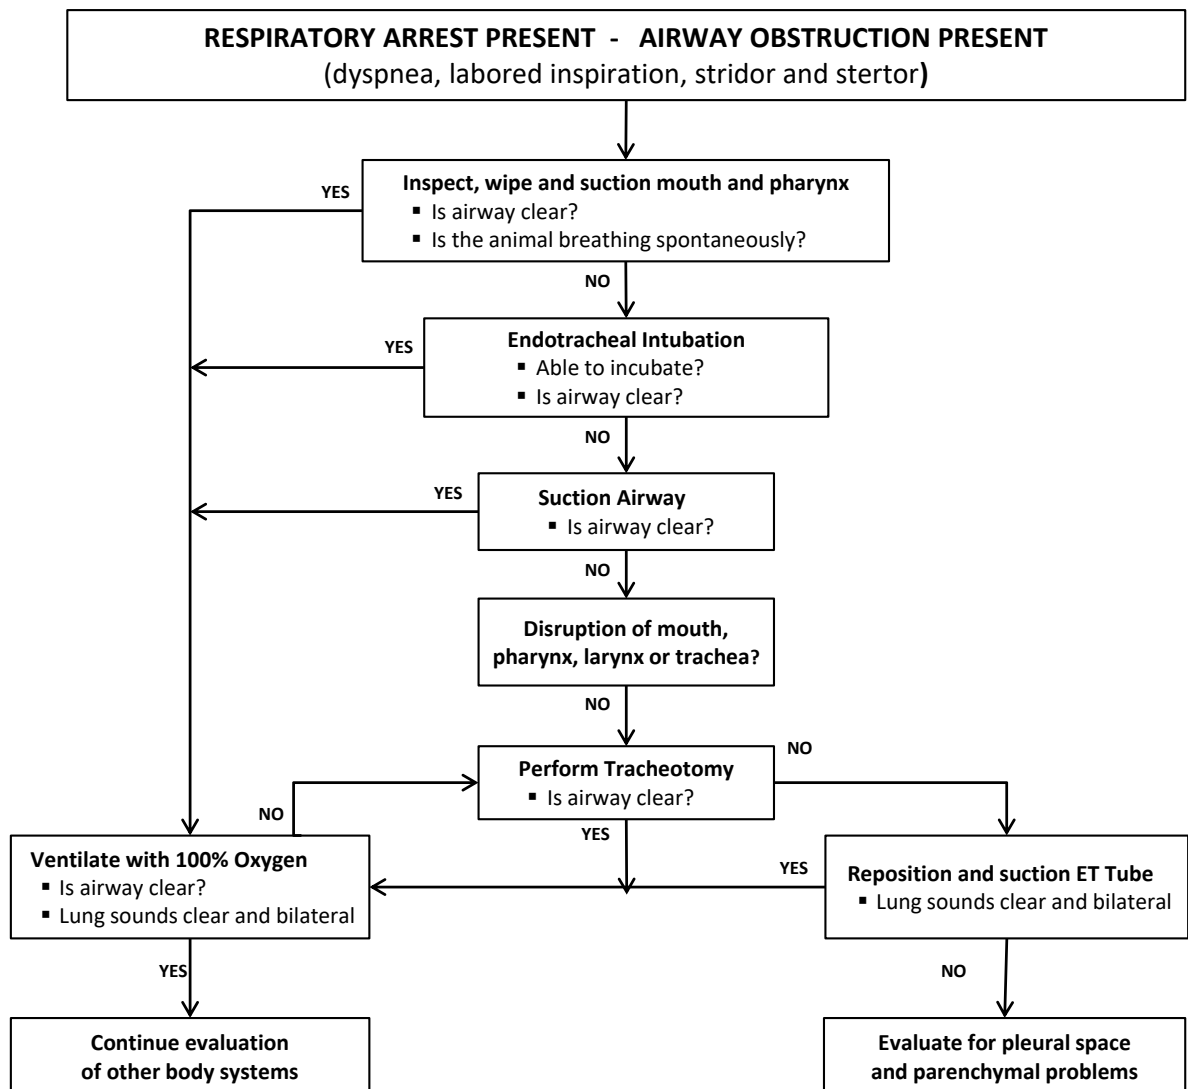 RESPIRATORY ARREST PRESENT - AIRWAY OBSTRUCTION PRESENT
(dyspnea, labored inspiration, stridor and stertor)
YES
Inspect, wipe and suction mouth and pharynx
▪ Is airway clear?
▪ Is the animal breathing spontaneously?
NO
YES
Endotracheal Intubation
▪ Able to incubate?
▪ Is airway clear?
NO
YES
Suction Airway
▪ Is airway clear?
NO
Disruption of mouth,
pharynx, larynx or trachea?
NO
Perform Tracheotomy
▪ Is airway clear?
NO
NO
YES
Ventilate with 100% Oxygen
▪ Is airway clear?
▪ Lung sounds clear and bilateral
YES
Reposition and suction ET Tube
▪ Lung sounds clear and bilateral
YES
NO
Continue evaluation
of other body systems
Evaluate for pleural space
and parenchymal problems